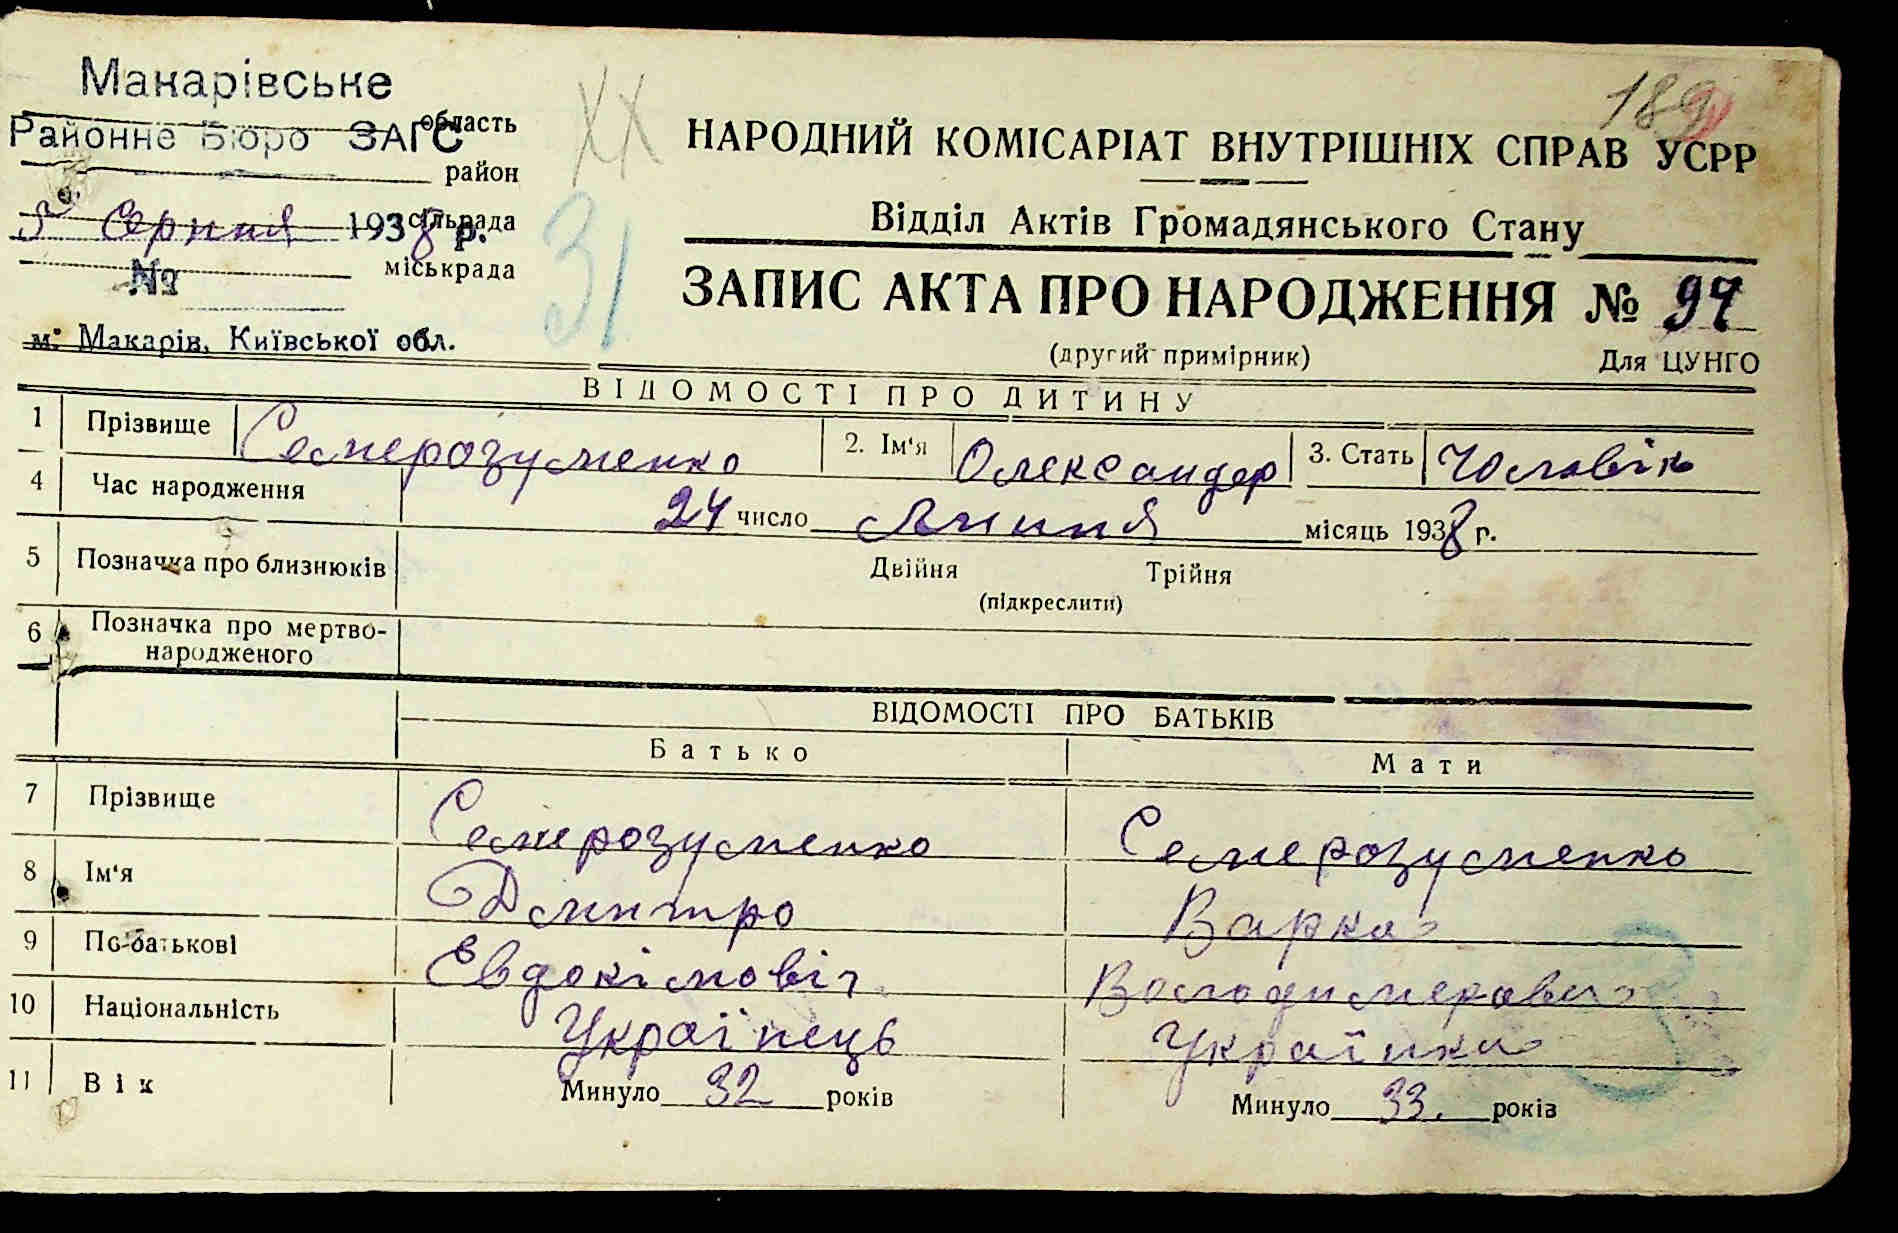 189
Макарівське
область
Районне Бюро ЗАГС
район
сільрада
5 Серпня 1938 р.
міськрада
№
м. Макарів, Київської обл.
XX
31
НАРОДНИЙ КОМІСАРІАТ ВНУТРІШНІХ СПРАВ УСРР
Відділ Актів Громадянського Стану
ЗАПИС АКТА ПРО НАРОДЖЕННЯ № 97
(другий примірник) Для ЦУНГО
ВІДОМОСТІ ПРО ДИТИНУ
1 Прізвище Семерозуменко 2. Ім'я Олександер 3. Стать Чоловік
4 Час народження 24 число Липня місяць 1938 р.
5 Позначка про близнюків Двійня Трійня
(підкреслити)
6 Позначка про мертво-
народженого
ВІДОМОСТІ ПРО БАТЬКІВ
Батько Мати
7 Прізвище Семерозуменко Семерозуменко
8 Ім'я Дмитро Варка
9 По батькові Евдокімовіч Володимеровна
10 Національність Українець Українка
11 Вік Минуло 32 років Минуло 33. років